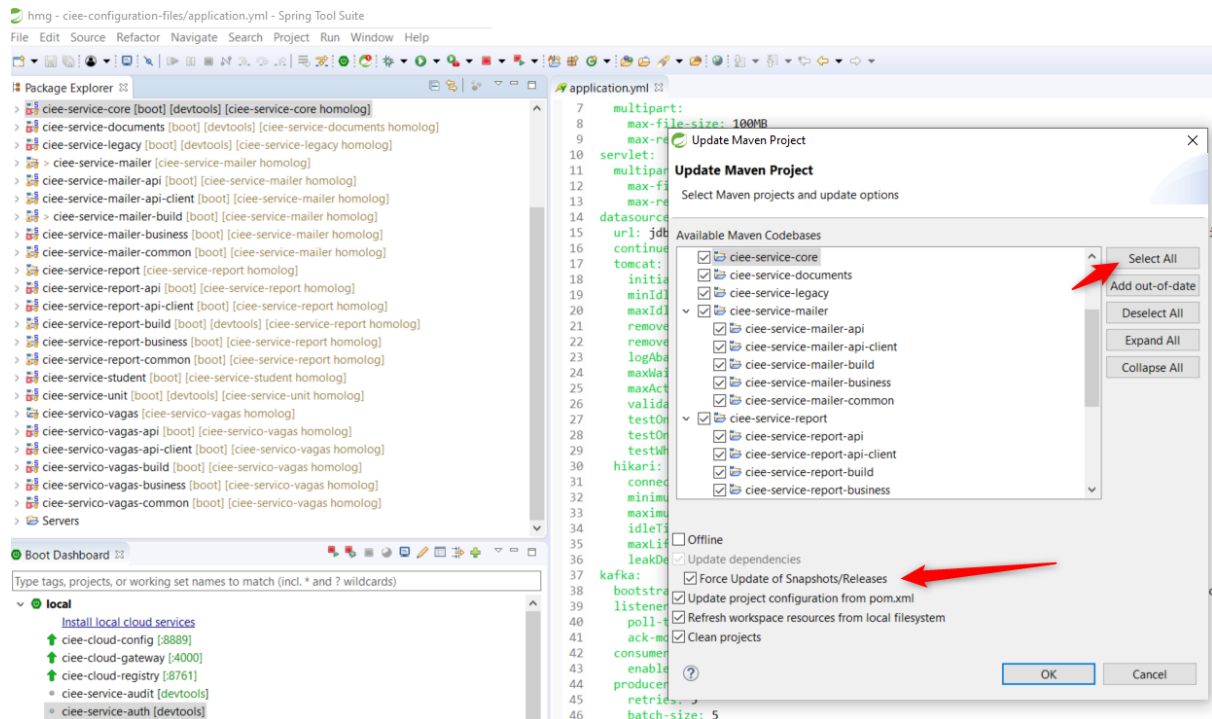 hmg - ciee-configuration-files/application.yml - Spring Tool Suite
File Edit Source Refactor Navigate Search Project Run Window Help
Package Explorer
ciee-service-core [boot] [devtools] [ciee-service-core homolog]
ciee-service-documents [boot] [devtools] [ciee-service-documents homolog]
ciee-service-legacy [boot] [devtools] [ciee-service-legacy homolog]
> ciee-service-mailer [ciee-service-mailer homolog]
ciee-service-mailer-api [boot] [ciee-service-mailer homolog]
ciee-service-mailer-api-client [boot] [ciee-service-mailer homolog]
> ciee-service-mailer-build [boot] [ciee-service-mailer homolog]
ciee-service-mailer-business [boot] [ciee-service-mailer homolog]
ciee-service-mailer-common [boot] [ciee-service-mailer homolog]
ciee-service-report [ciee-service-report homolog]
ciee-service-report-api [boot] [ciee-service-report homolog]
ciee-service-report-api-client [boot] [ciee-service-report homolog]
ciee-service-report-build [boot] [devtools] [ciee-service-report homolog]
ciee-service-report-business [boot] [ciee-service-report homolog]
ciee-service-report-common [boot] [ciee-service-report homolog]
ciee-service-student [boot] [ciee-service-student homolog]
ciee-service-unit [boot] [devtools] [ciee-service-unit homolog]
ciee-servico-vagas [ciee-servico-vagas homolog]
ciee-servico-vagas-api [boot] [ciee-servico-vagas homolog]
ciee-servico-vagas-api-client [boot] [ciee-servico-vagas homolog]
ciee-servico-vagas-build [boot] [ciee-servico-vagas homolog]
ciee-servico-vagas-business [boot] [ciee-servico-vagas homolog]
ciee-servico-vagas-common [boot] [ciee-servico-vagas homolog]
Servers
Boot Dashboard
Type tags, projects, or working set names to match (incl. * and ? wildcards)
local
Install local cloud services
ciee-cloud-config [:8889]
ciee-cloud-gateway [:4000]
ciee-cloud-registry [:8761]
ciee-service-audit [devtools]
ciee-service-auth [devtools]
application.yml
7 multipart:
8 max-file-size: 100MB
9 max-re
10 servlet:
11 multipar
12 max-fi
13 max-re
14 datasource
15 url: jdb
16 continue
17 tomcat:
18 initia
19 minIdl
20 maxIdl
21 remove
22 remove
23 logAba
24 maxWai
25 maxAct
26 valida
27 testOn
28 testOn
29 testWh
30 hikari:
31 connec
32 minimu
33 maximu
34 idleTi
35 maxLif
36 leakDe
37 kafka:
38 bootstra
39 listener
40 poll-t
41 ack-mo
42 consumer
43 enable
44 producer
45 retries: 5
46 batch-size: 5
Update Maven Project
Update Maven Project
Select Maven projects and update options
Available Maven Codebases
ciee-service-core
ciee-service-documents
ciee-service-legacy
ciee-service-mailer
ciee-service-mailer-api
ciee-service-mailer-api-client
ciee-service-mailer-build
ciee-service-mailer-business
ciee-service-mailer-common
ciee-service-report
ciee-service-report-api
ciee-service-report-api-client
ciee-service-report-build
ciee-service-report-business
Select All
Add out-of-date
Deselect All
Expand All
Collapse All
Offline
Update dependencies
Force Update of Snapshots/Releases
Update project configuration from pom.xml
Refresh workspace resources from local filesystem
Clean projects
OK Cancel